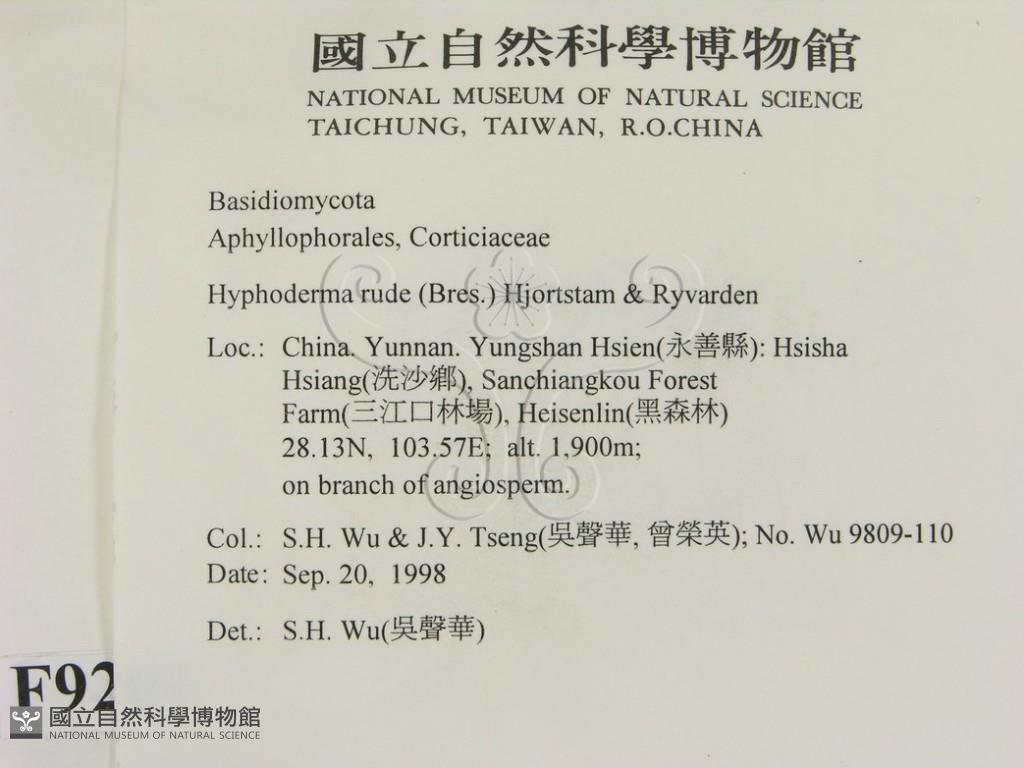 國立自然科學博物館
NATIONAL MUSEUM OF NATURAL SCIENCE
TAICHUNG, TAIWAN, R.O.CHINA
Basidiomycota
Aphyllophorales, Corticiaceae
Hyphoderma rude (Bres.) Hjortstam & Ryvarden
Loc.: China. Yunnan. Yungshan Hsien(永善縣): Hsisha
Hsiang(洗沙鄉), Sanchiangkou Forest
Farm(三江口林場), Heisenlin(黑森林)
28.13N, 103.57E; alt. 1,900m;
on branch of angiosperm.
Col.: S.H. Wu & J.Y. Tseng(吳聲華, 曾榮英); No. Wu 9809-110
Date: Sep. 20, 1998
Det.: S.H. Wu(吳聲華)
F92
國立自然科學博物館
NATIONAL MUSEUM OF NATURAL SCIENCE